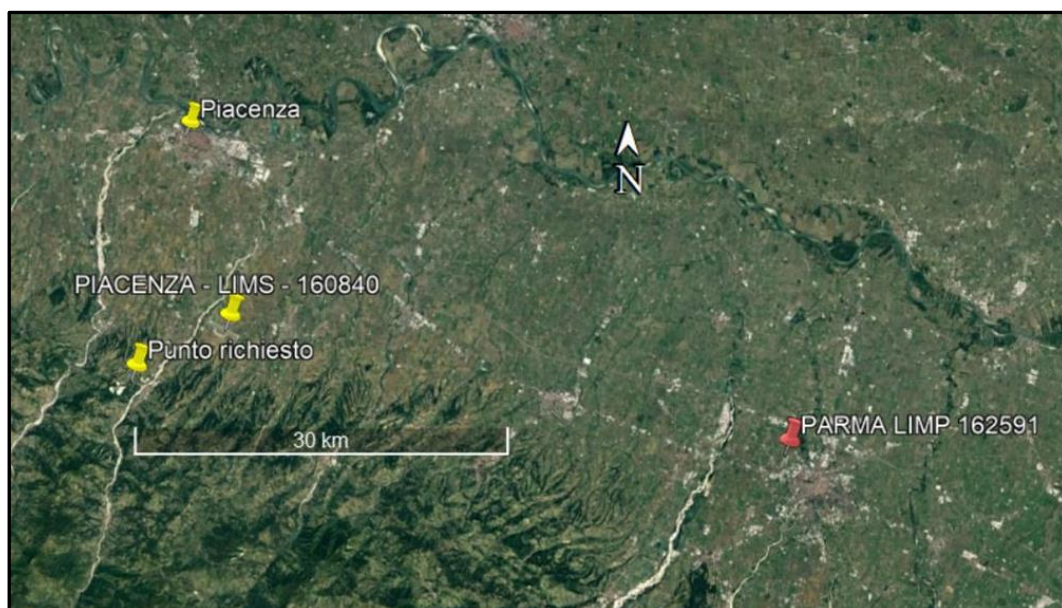 Piacenza
N
PIACENZA - LIMS - 160840
Punto richiesto
30 km
PARMA LIMP 162591